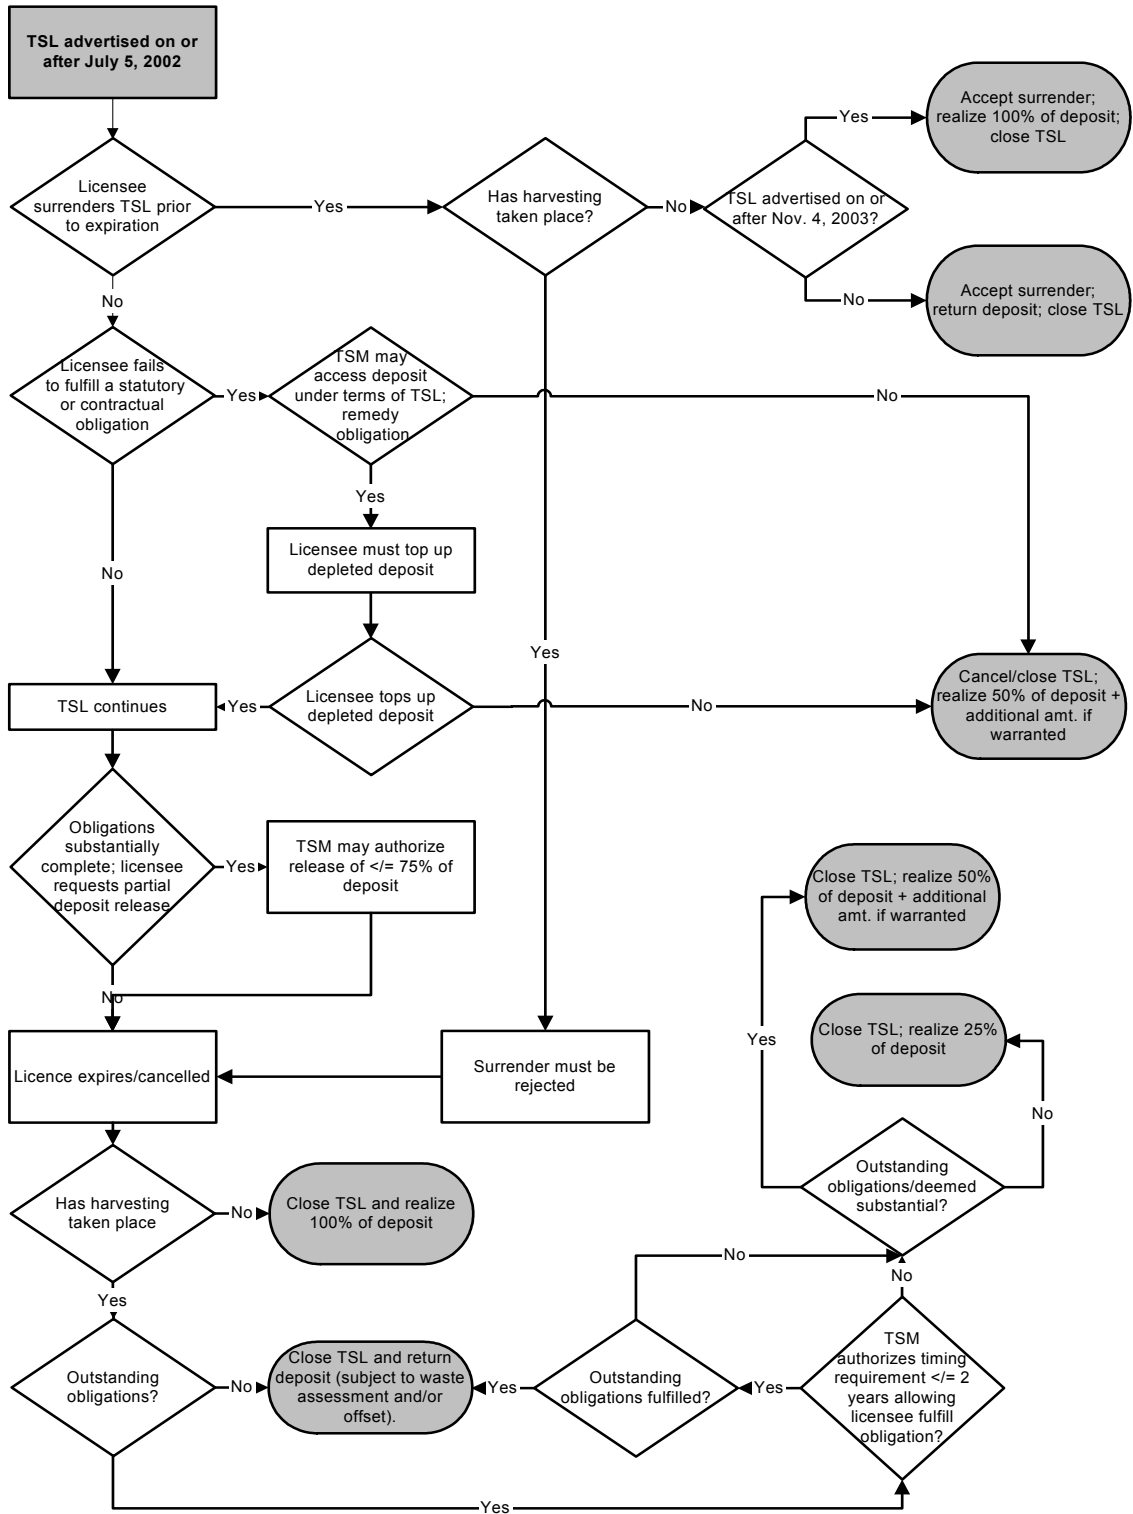 TSL advertised on or
after July 5, 2002
Accept surrender;
realize 100% of deposit;
close TSL
Yes
Licensee
surrenders TSL prior
to expiration
Yes
Has harvesting
taken place?
No
TSL advertised on or
after Nov. 4, 2003?
No
Accept surrender;
return deposit; close TSL
No
Licensee fails
to fulfill a statutory
or contractual
obligation
Yes
TSM may
access deposit
under terms of TSL;
remedy
obligation
No
Yes
Licensee must top up
depleted deposit
No
Yes
TSL continues
Yes
Licensee tops up
depleted deposit
No
Cancel/close TSL;
realize 50% of deposit +
additional amt. if
warranted
Obligations
substantially
complete; licensee
requests partial
deposit release
Yes
TSM may authorize
release of </= 75% of
deposit
Close TSL; realize 50%
of deposit + additional
amt. if warranted
No
Yes
Close TSL; realize 25%
of deposit
No
Licence expires/cancelled
Surrender must be
rejected
Outstanding
obligations/deemed
substantial?
Has harvesting
taken place
No
Close TSL and realize
100% of deposit
No
No
Yes
Outstanding
obligations?
No
Close TSL and return
deposit (subject to waste
assessment and/or
offset).
Yes
Outstanding
obligations fulfilled?
Yes
TSM
authorizes timing
requirement </= 2
years allowing
licensee fulfill
obligation?
Yes